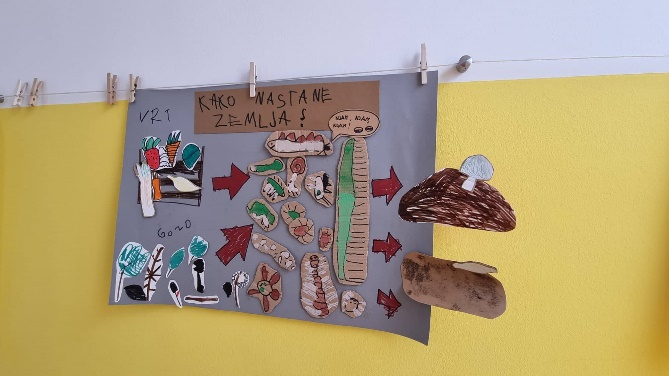 VRT
KAKO NASTANE
ZEMLJA?
GOZD